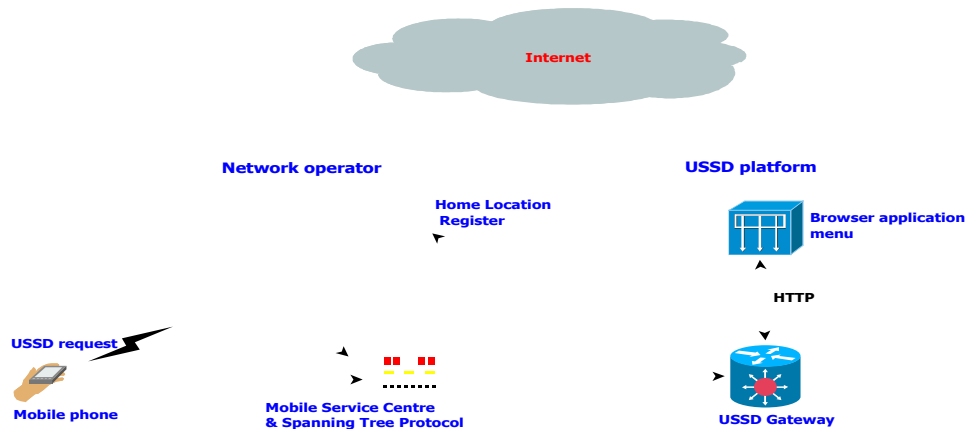 Internet
Network operator
USSD platform
Home Location
Register
Browser application
menu
HTTP
USSD request
Mobile phone
Mobile Service Centre
& Spanning Tree Protocol
USSD Gateway